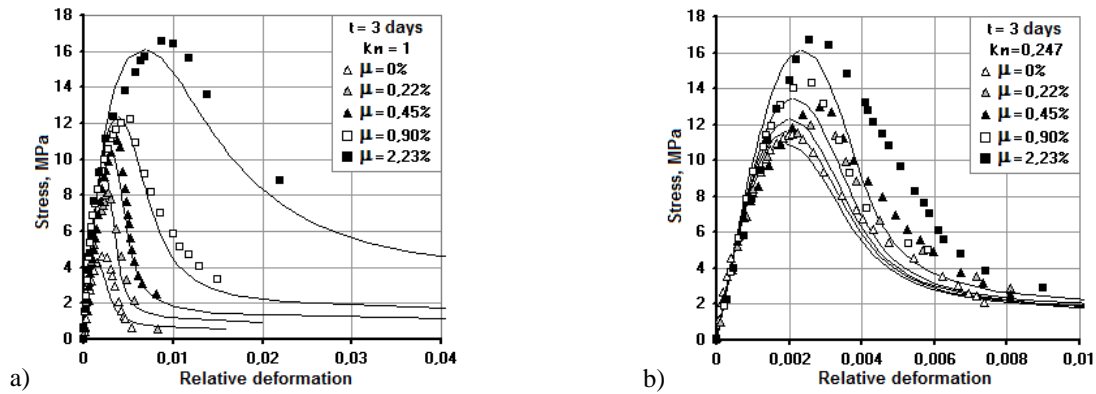 t = 3 days
kn = 1
μ = 0%
μ = 0,22%
μ = 0,45%
μ = 0,90%
μ = 2,23%
Stress, MPa
18
16
14
12
10
8
6
4
2
0
0 0,01 0,02 0,03 0,04
Relative deformation
a)
t = 3 days
kn=0,247
μ = 0%
μ = 0,22%
μ = 0,45%
μ = 0,90%
μ = 2,23%
Stress, MPa
18
16
14
12
10
8
6
4
2
0
0 0,002 0,004 0,006 0,008 0,01
Relative deformation
b)